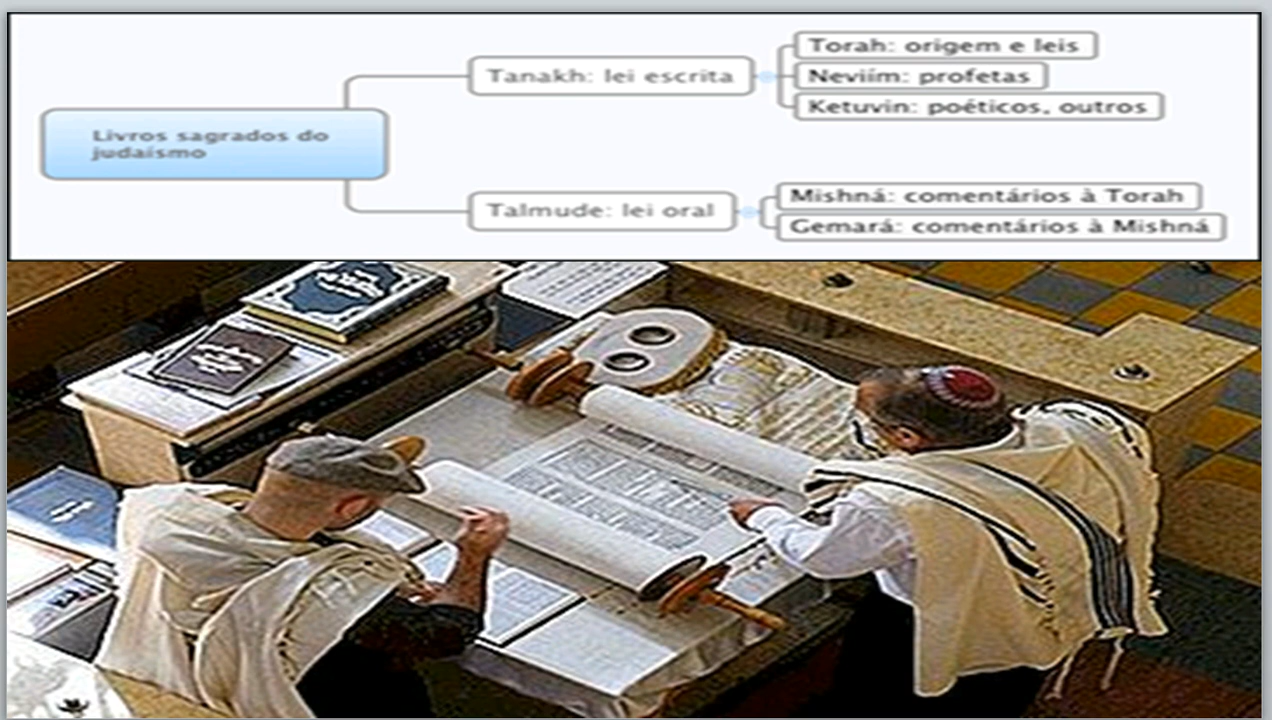 Livros sagrados do
judaísmo
Tanakh: lei escrita
Torah: origem e leis
Neviím: profetas
Ketuvin: poéticos, outros
Talmude: lei oral
Mishná: comentários à Torah
Gemará: comentários à Mishná